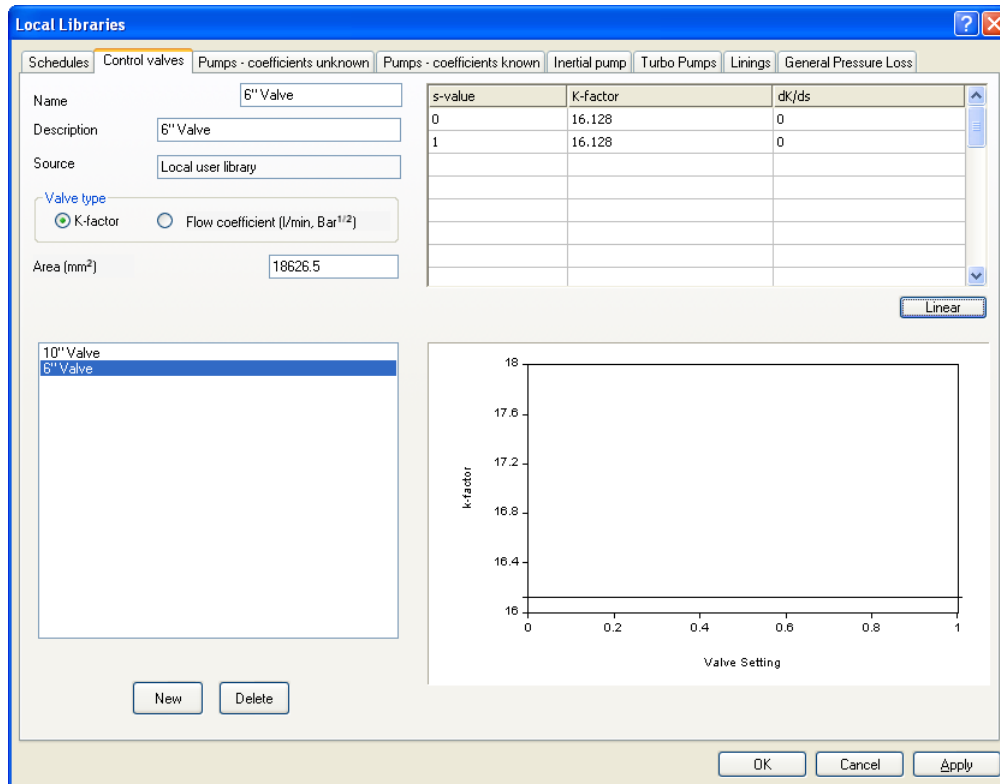 Local Libraries
?
Schedules Control valves Pumps - coefficients unknown Pumps - coefficients known Inertial pump Turbo Pumps Linings General Pressure Loss
Name 6" Valve
Description 6" Valve
Source Local user library
Valve type
K-factor Flow coefficient (l/min, Bar¹/²)
Area (mm²) 18626.5
s-value K-factor dK/ds
0 16.128 0
1 16.128 0
Linear
10" Valve
6" Valve
18
17.6
17.2
16.8
16.4
16
k-factor
0 0.2 0.4 0.6 0.8 1
Valve Setting
New Delete
OK Cancel Apply